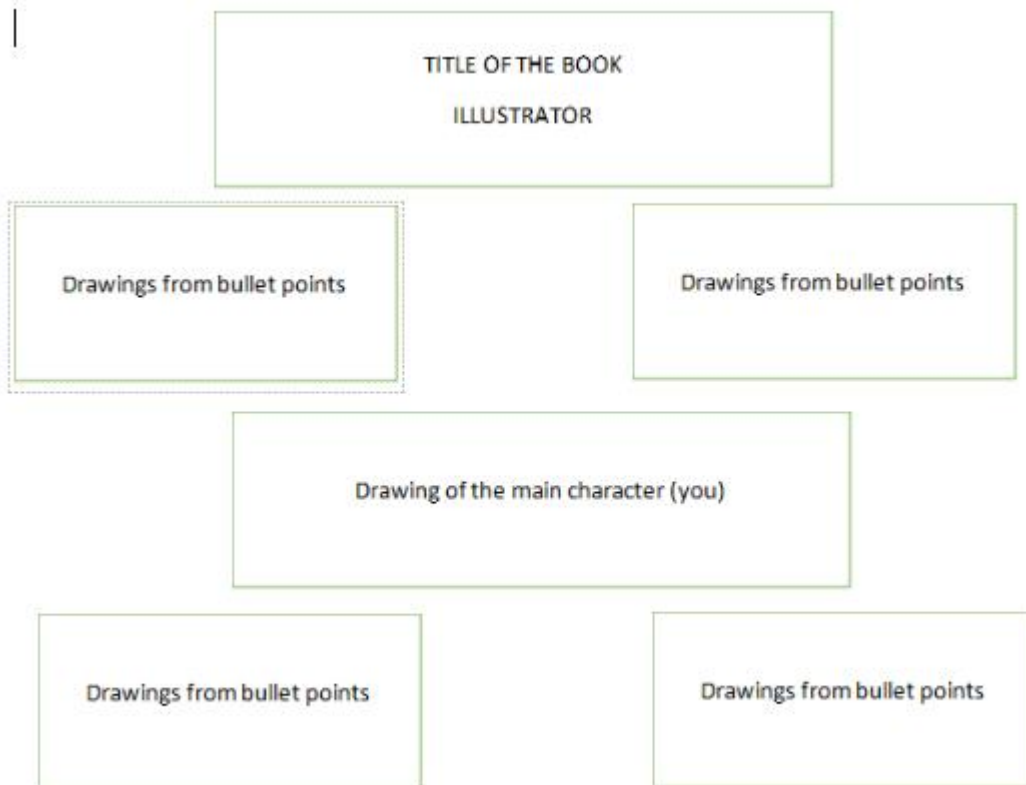 TITLE OF THE BOOK
ILLUSTRATOR
Drawings from bullet points
Drawings from bullet points
Drawing of the main character (you)
Drawings from bullet points
Drawings from bullet points